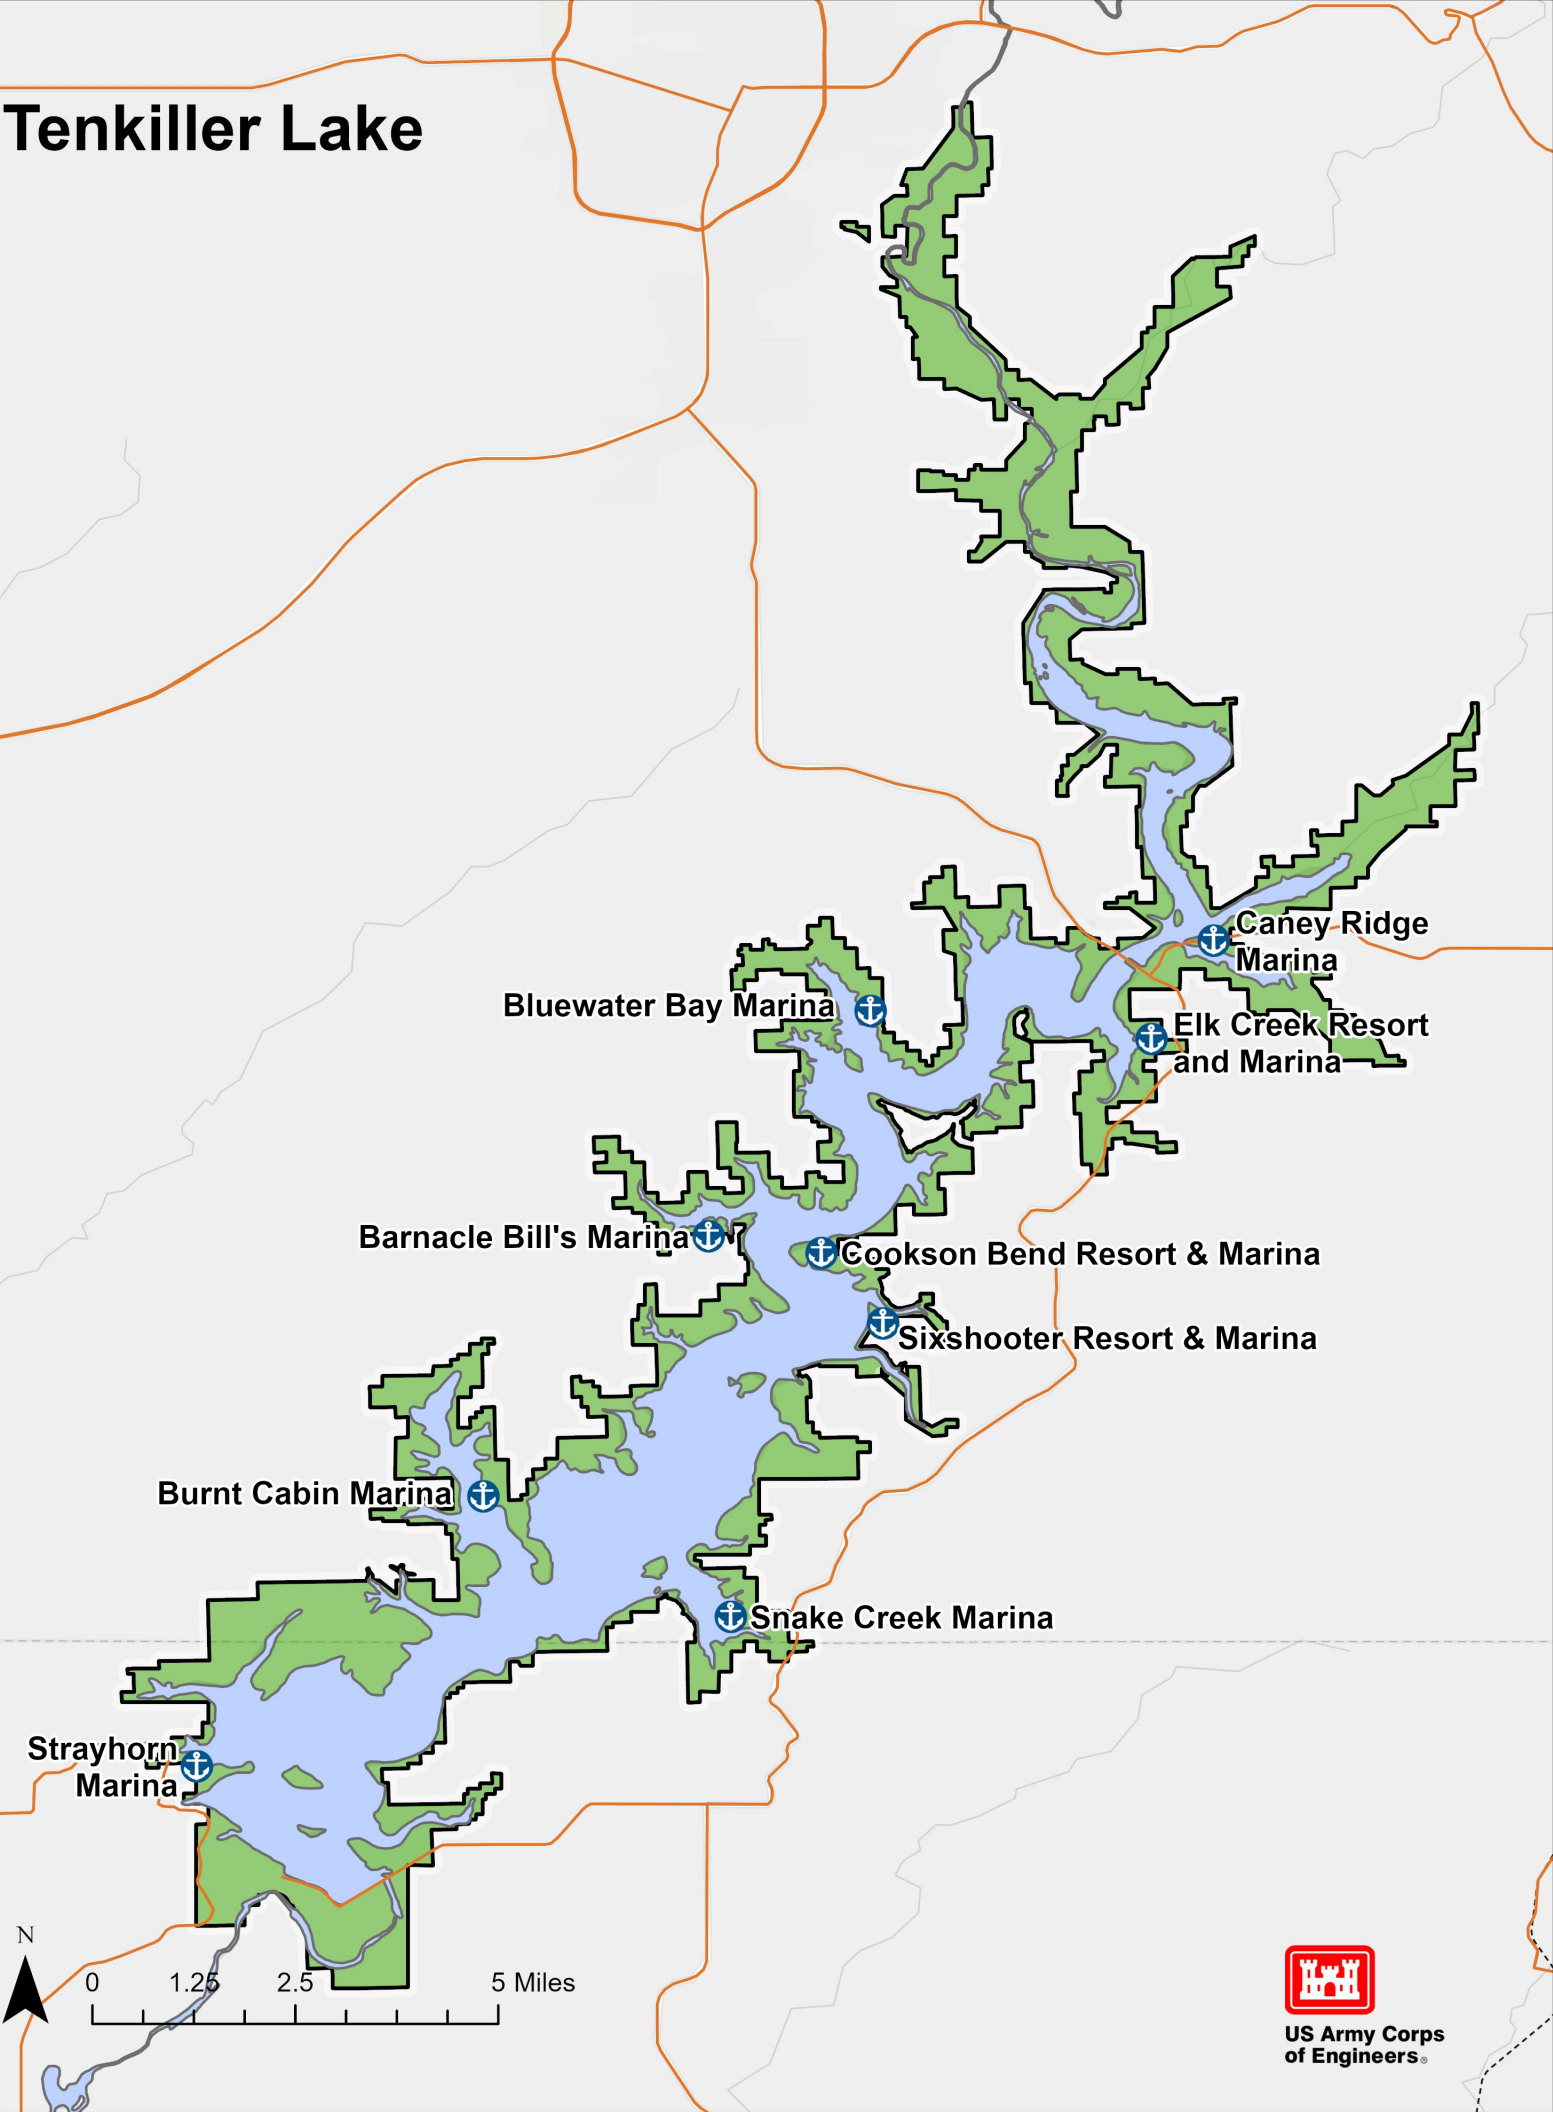 Tenkiller Lake
Caney Ridge
Marina
Bluewater Bay Marina
Elk Creek Resort
and Marina
Barnacle Bill's Marina
Cookson Bend Resort & Marina
Sixshooter Resort & Marina
Burnt Cabin Marina
Snake Creek Marina
Strayhorn
Marina
N
0 1.25 2.5 5 Miles
US Army Corps
of Engineers®